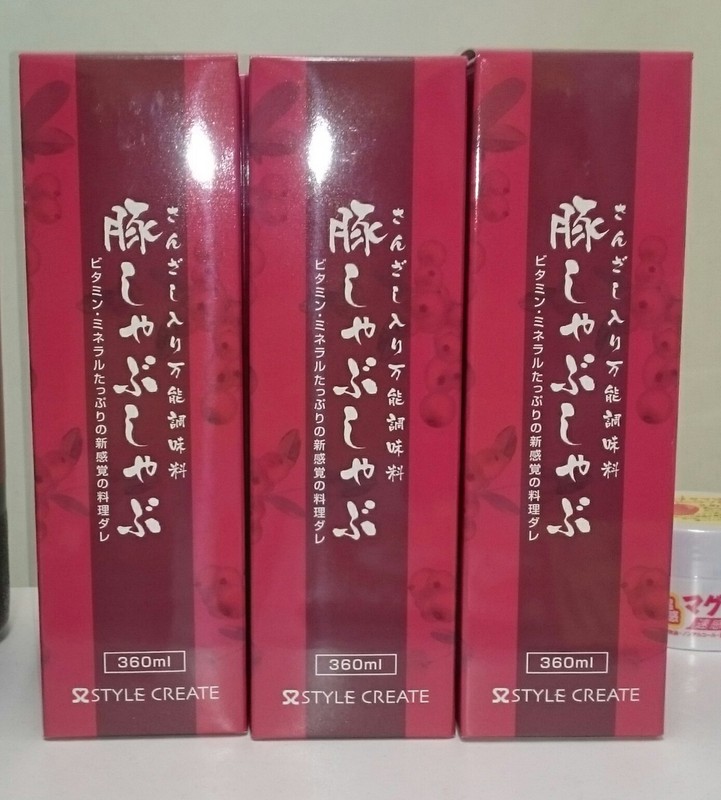 さんざし入り万能調味料
豚しゃぶしゃぶ
ビタミン・ミネラルたっぷりの新感覚の料理ダレ
360ml
STYLE CREATE
さんざし入り万能調味料
豚しゃぶしゃぶ
ビタミン・ミネラルたっぷりの新感覚の料理ダレ
360ml
STYLE CREATE
さんざし入り万能調味料
豚しゃぶしゃぶ
ビタミン・ミネラルたっぷりの新感覚の料理ダレ
360ml
STYLE CREATE
マグ